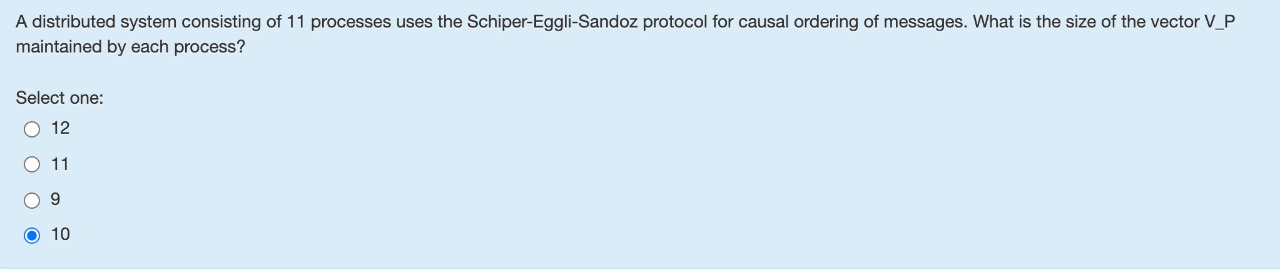 A distributed system consisting of 11 processes uses the Schiper-Eggli-Sandoz protocol for causal ordering of messages. What is the size of the vector V_P
maintained by each process?
Select one:
12
11
9
10